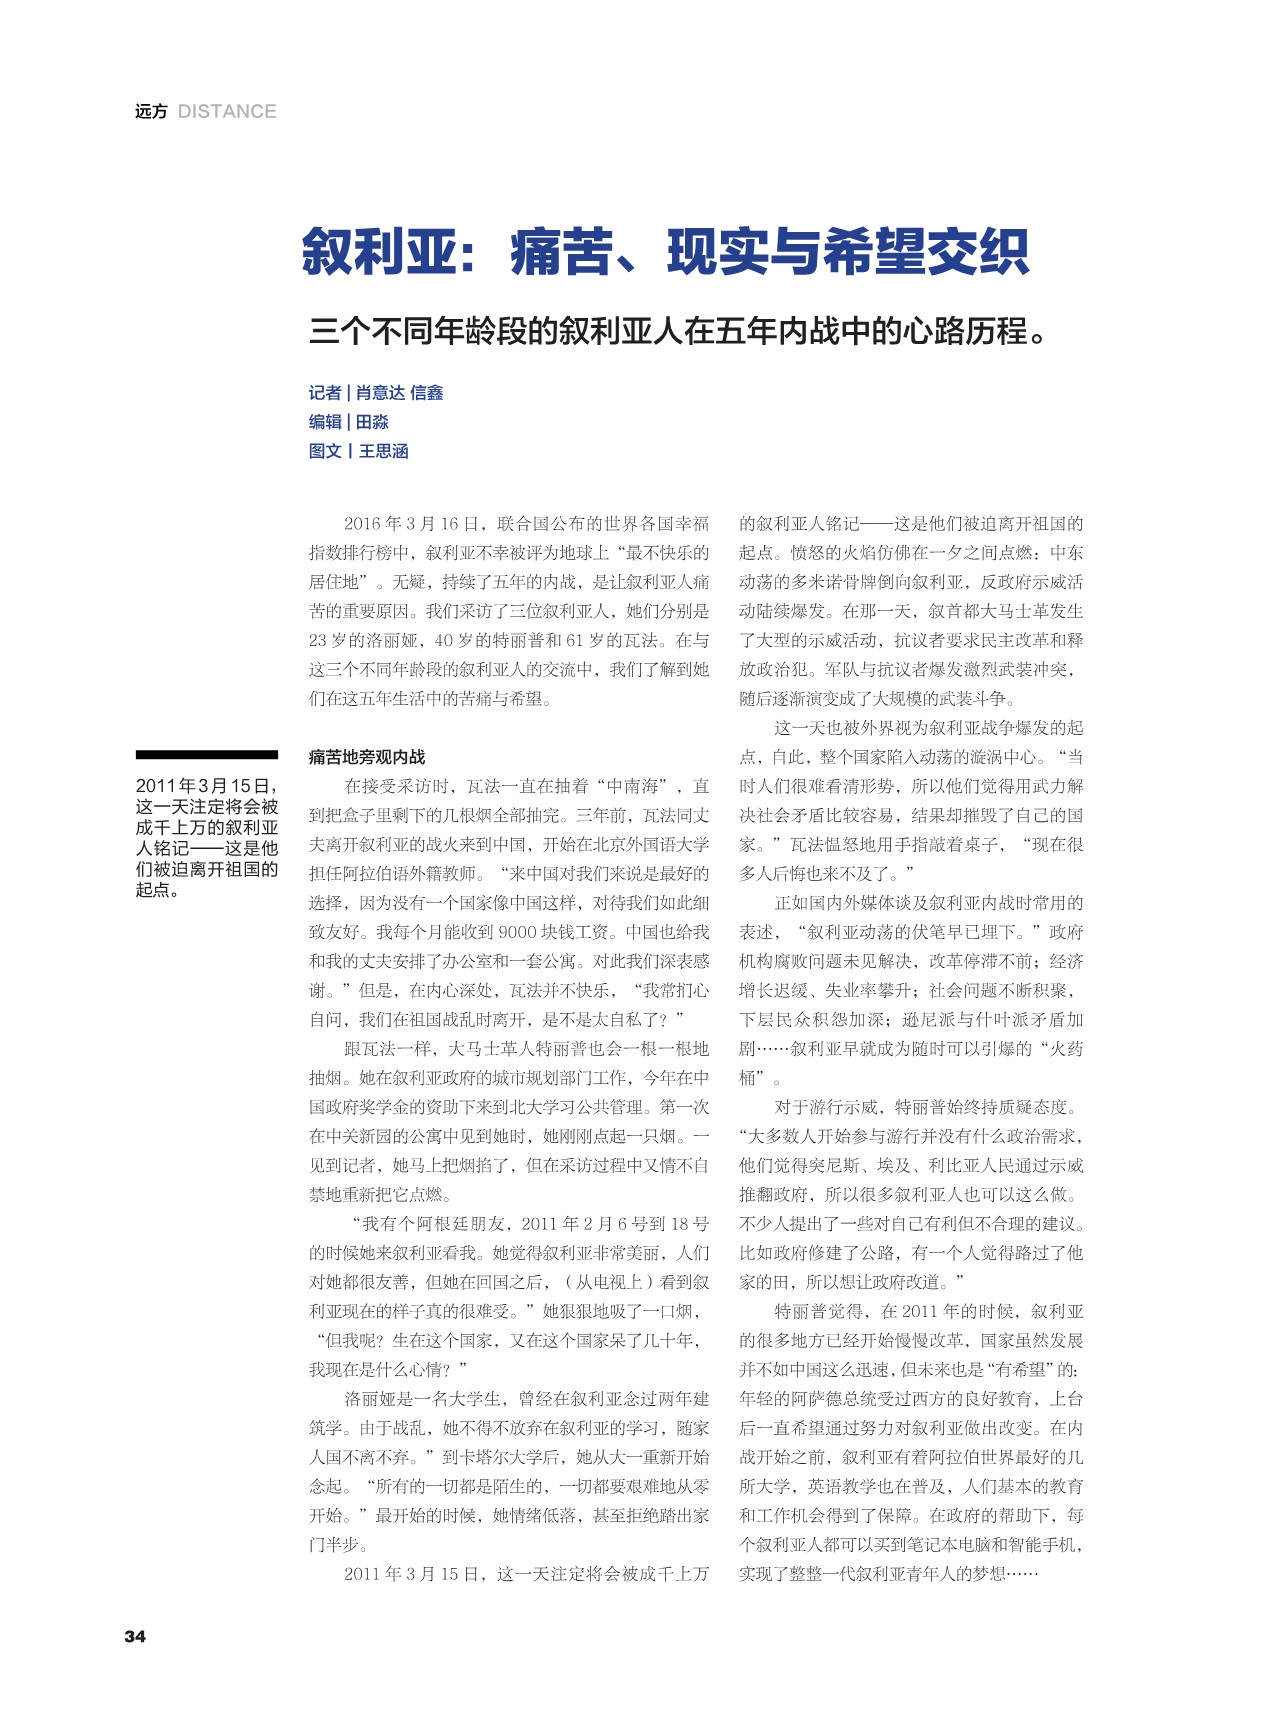 远方 DISTANCE
叙利亚：痛苦、现实与希望交织
三个不同年龄段的叙利亚人在五年内战中的心路历程。
记者 | 肖意达 信鑫
编辑 | 田淼
图文丨王思涵
2016 年 3 月 16 日，联合国公布的世界各国幸福
指数排行榜中，叙利亚不幸被评为地球上“最不快乐的
居住地”。无疑，持续了五年的内战，是让叙利亚人痛
苦的重要原因。我们采访了三位叙利亚人，她们分别是
23 岁的洛丽娅，40 岁的特丽普和 61 岁的瓦法。在与
这三个不同年龄段的叙利亚人的交流中，我们了解到她
们在这五年生活中的苦痛与希望。
痛苦地旁观内战
在接受采访时，瓦法一直在抽着“中南海”，直
到把盒子里剩下的几根烟全部抽完。三年前，瓦法同丈
夫离开叙利亚的战火来到中国，开始在北京外国语大学
担任阿拉伯语外籍教师。“来中国对我们来说是最好的
选择，因为没有一个国家像中国这样，对待我们如此细
致友好。我每个月能收到 9000 块钱工资。中国也给我
和我的丈夫安排了办公室和一套公寓。对此我们深表感
谢。”但是，在内心深处，瓦法并不快乐，“我常扪心
自问，我们在祖国战乱时离开，是不是太自私了？”
跟瓦法一样，大马士革人特丽普也会一根一根地
抽烟。她在叙利亚政府的城市规划部门工作，今年在中
国政府奖学金的资助下来到北大学习公共管理。第一次
在中关新园的公寓中见到她时，她刚刚点起一只烟。一
见到记者，她马上把烟掐了，但在采访过程中又情不自
禁地重新把它点燃。
“我有个阿根廷朋友，2011 年 2 月 6 号到 18 号
的时候她来叙利亚看我。她觉得叙利亚非常美丽，人们
对她都很友善，但她在回国之后，（从电视上）看到叙
利亚现在的样子真的很难受。”她狠狠地吸了一口烟，
“但我呢？生在这个国家，又在这个国家呆了几十年，
我现在是什么心情？”
洛丽娅是一名大学生，曾经在叙利亚念过两年建
筑学。由于战乱，她不得不放弃在叙利亚的学习，随家
人国不离不弃。”到卡塔尔大学后，她从大一重新开始
念起。“所有的一切都是陌生的，一切都要艰难地从零
开始。”最开始的时候，她情绪低落，甚至拒绝踏出家
门半步。
2011 年 3 月 15 日，这一天注定将会被成千上万
的叙利亚人铭记——这是他们被迫离开祖国的
起点。愤怒的火焰仿佛在一夕之间点燃：中东
动荡的多米诺骨牌倒向叙利亚，反政府示威活
动陆续爆发。在那一天，叙首都大马士革发生
了大型的示威活动，抗议者要求民主改革和释
放政治犯。军队与抗议者爆发激烈武装冲突，
随后逐渐演变成了大规模的武装斗争。
这一天也被外界视为叙利亚战争爆发的起
点，自此，整个国家陷入动荡的漩涡中心。“当
时人们很难看清形势，所以他们觉得用武力解
决社会矛盾比较容易，结果却摧毁了自己的国
家。”瓦法愠怒地用手指敲着桌子，“现在很
多人后悔也来不及了。”
正如国内外媒体谈及叙利亚内战时常用的
表述，“叙利亚动荡的伏笔早已埋下。”政府
机构腐败问题未见解决，改革停滞不前；经济
增长迟缓、失业率攀升；社会问题不断积聚，
下层民众积怨加深；逊尼派与什叶派矛盾加
剧……叙利亚早就成为随时可以引爆的“火药
桶”。
对于游行示威，特丽普始终持质疑态度。
“大多数人开始参与游行并没有什么政治需求，
他们觉得突尼斯、埃及、利比亚人民通过示威
推翻政府，所以很多叙利亚人也可以这么做。
不少人提出了一些对自己有利但不合理的建议。
比如政府修建了公路，有一个人觉得路过了他
家的田，所以想让政府改道。”
特丽普觉得，在 2011 年的时候，叙利亚
的很多地方已经开始慢慢改革，国家虽然发展
并不如中国这么迅速，但未来也是“有希望”的：
年轻的阿萨德总统受过西方的良好教育，上台
后一直希望通过努力对叙利亚做出改变。在内
战开始之前，叙利亚有着阿拉伯世界最好的几
所大学，英语教学也在普及，人们基本的教育
和工作机会得到了保障。在政府的帮助下，每
个叙利亚人都可以买到笔记本电脑和智能手机，
实现了整整一代叙利亚青年人的梦想……
2011年3月15日，
这一天注定将会被
成千上万的叙利亚
人铭记——这是他
们被迫离开祖国的
起点。
34